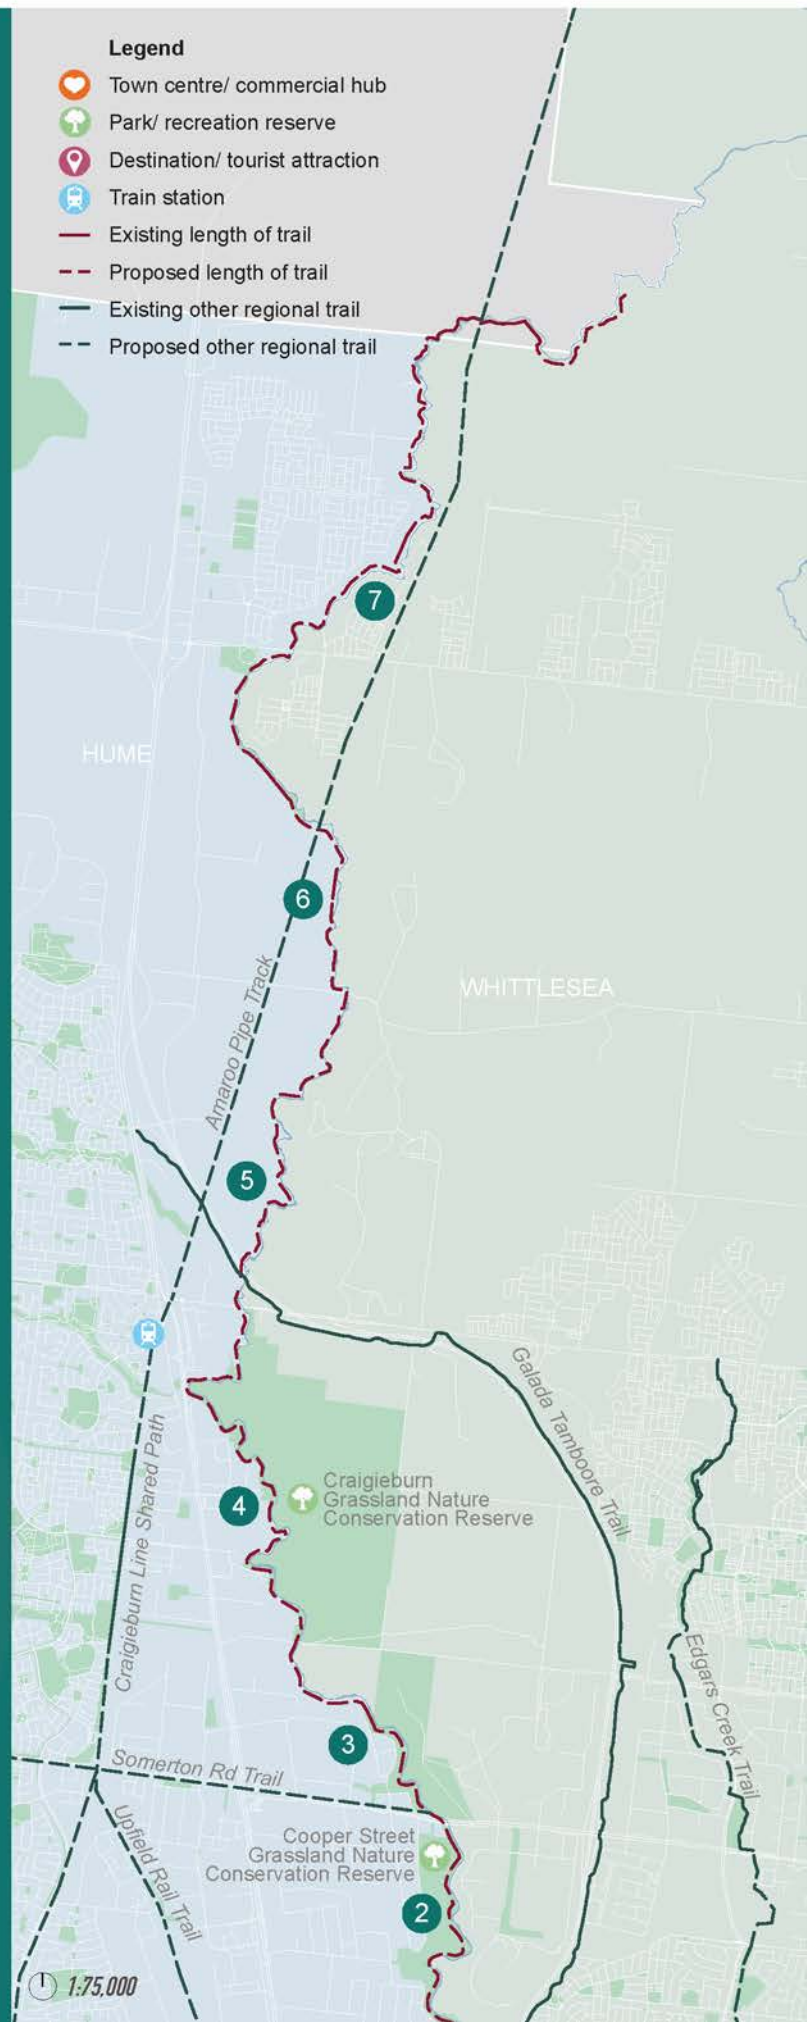 Legend
Town centre/ commercial hub
Park/ recreation reserve
Destination/ tourist attraction
Train station
Existing length of trail
Proposed length of trail
Existing other regional trail
Proposed other regional trail
7
HUME
6
WHITTLESEA
Amaroo Pipe Track
5
Galada Tamboore Trail
Craigieburn Line Shared Path
4
Craigieburn
Grassland Nature
Conservation Reserve
Edgars Creek Trail
3
Somerton Rd Trail
Upfield Rail Trail
Cooper Street
Grassland Nature
Conservation Reserve
2
1:75,000